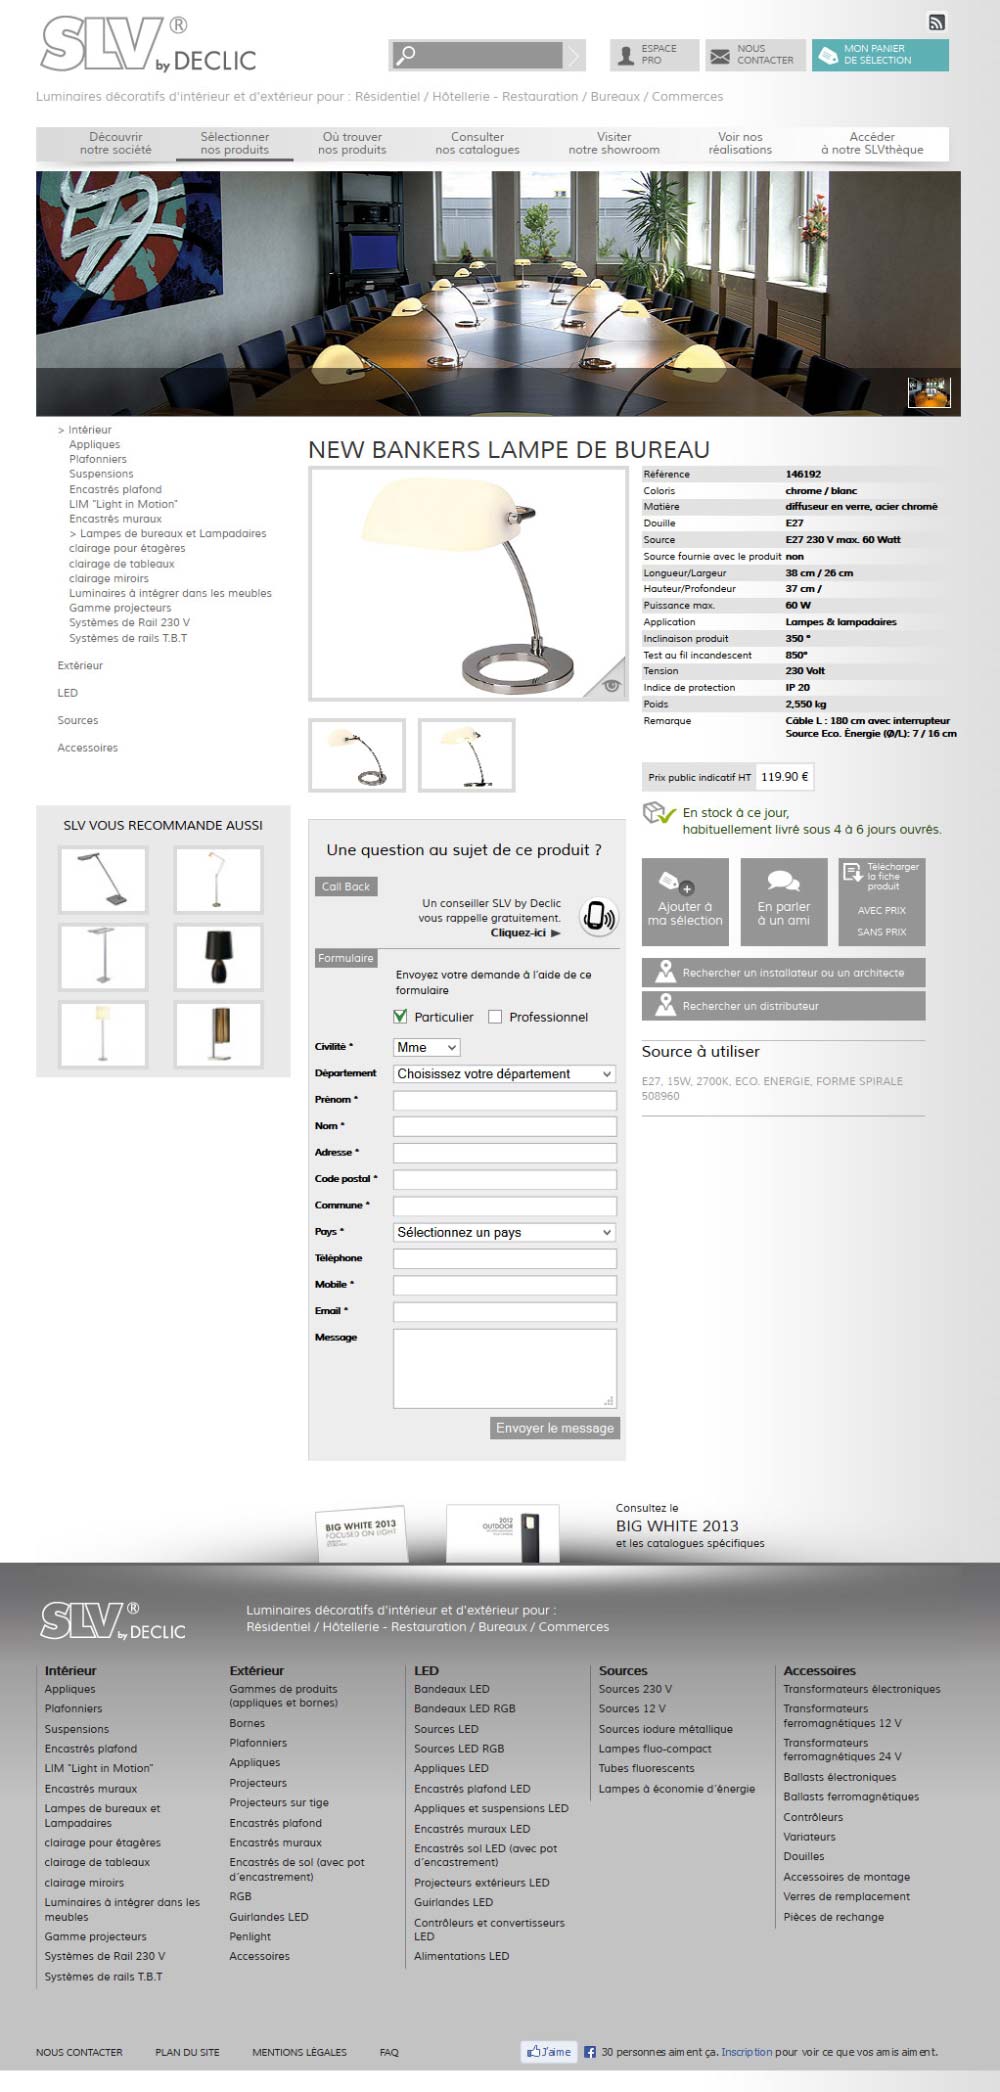 SLV® by DECLIC
ESPACE PRO
NOUS CONTACTER
MON PANIER DE SÉLECTION
Luminaires décoratifs d'intérieur et d'extérieur pour : Résidentiel / Hôtellerie - Restauration / Bureaux / Commerces
Découvrir notre société
Sélectionner nos produits
Où trouver nos produits
Consulter nos catalogues
Visiter notre showroom
Voir nos réalisations
Accéder à notre SLVthèque
> Intérieur
Appliques
Plafonniers
Suspensions
Encastrés plafond
LIM "Light in Motion"
Encastrés muraux
> Lampes de bureaux et Lampadaires
clairage pour étagères
clairage de tableaux
clairage miroirs
Luminaires à intégrer dans les meubles
Gamme projecteurs
Systèmes de Rail 230 V
Systèmes de rails T.B.T
Extérieur
LED
Sources
Accessoires
SLV VOUS RECOMMANDE AUSSI
NEW BANKERS LAMPE DE BUREAU
Référence 146192
Coloris chrome / blanc
Matière diffuseur en verre, acier chromé
Douille E27
Source E27 230 V max. 60 Watt
Source fournie avec le produit non
Longueur/Largeur 38 cm / 26 cm
Hauteur/Profondeur 37 cm /
Puissance max. 60 W
Application Lampes & lampadaires
Inclinaison produit 350 °
Test au fil incandescent 850°
Tension 230 Volt
Indice de protection IP 20
Poids 2,550 kg
Remarque Câble L : 180 cm avec interrupteur
Source Eco. Énergie (Ø/L): 7 / 16 cm
Prix public indicatif HT 119.90 €
En stock à ce jour,
habituellement livré sous 4 à 6 jours ouvrés.
Ajouter à ma sélection
En parler à un ami
Télécharger la fiche produit
AVEC PRIX
SANS PRIX
Rechercher un installateur ou un architecte
Rechercher un distributeur
Source à utiliser
E27, 15W, 2700K, ECO. ENERGIE, FORME SPIRALE
508960
Une question au sujet de ce produit ?
Call Back
Un conseiller SLV by Declic
vous rappelle gratuitement.
Cliquez-ici ►
Formulaire
Envoyez votre demande à l'aide de ce
formulaire
Particulier Professionnel
Civilité * Mme
Département Choisissez votre département
Prénom *
Nom *
Adresse *
Code postal *
Commune *
Pays * Sélectionnez un pays
Téléphone
Mobile *
Email *
Message
Envoyer le message
BIG WHITE 2013
FOCUSED ON LIGHT
2012
OUTDOOR
Consultez le
BIG WHITE 2013
et les catalogues spécifiques
SLV® by DECLIC
Luminaires décoratifs d'intérieur et d'extérieur pour :
Résidentiel / Hôtellerie - Restauration / Bureaux / Commerces
Intérieur
Appliques
Plafonniers
Suspensions
Encastrés plafond
LIM "Light in Motion"
Encastrés muraux
Lampes de bureaux et
Lampadaires
clairage pour étagères
clairage de tableaux
clairage miroirs
Luminaires à intégrer dans les
meubles
Gamme projecteurs
Systèmes de Rail 230 V
Systèmes de rails T.B.T
Extérieur
Gammes de produits
(appliques et bornes)
Bornes
Plafonniers
Appliques
Projecteurs
Projecteurs sur tige
Encastrés plafond
Encastrés muraux
Encastrés de sol (avec pot
d'encastrement)
RGB
Guirlandes LED
Penlight
Accessoires
LED
Bandeaux LED
Bandeaux LED RGB
Sources LED
Sources LED RGB
Appliques LED
Encastrés plafond LED
Appliques et suspensions LED
Encastrés muraux LED
Encastrés sol LED (avec pot
d'encastrement)
Projecteurs extérieurs LED
Guirlandes LED
Contrôleurs et convertisseurs
LED
Alimentations LED
Sources
Sources 230 V
Sources 12 V
Sources iodure métallique
Lampes fluo-compact
Tubes fluorescents
Lampes à économie d'énergie
Accessoires
Transformateurs électroniques
Transformateurs
ferromagnétiques 12 V
Transformateurs
ferromagnétiques 24 V
Ballasts électroniques
Ballasts ferromagnétiques
Contrôleurs
Variateurs
Douilles
Accessoires de montage
Verres de remplacement
Pièces de rechange
NOUS CONTACTER PLAN DU SITE MENTIONS LÉGALES FAQ
J'aime 30 personnes aiment ça. Inscription pour voir ce que vos amis aiment.